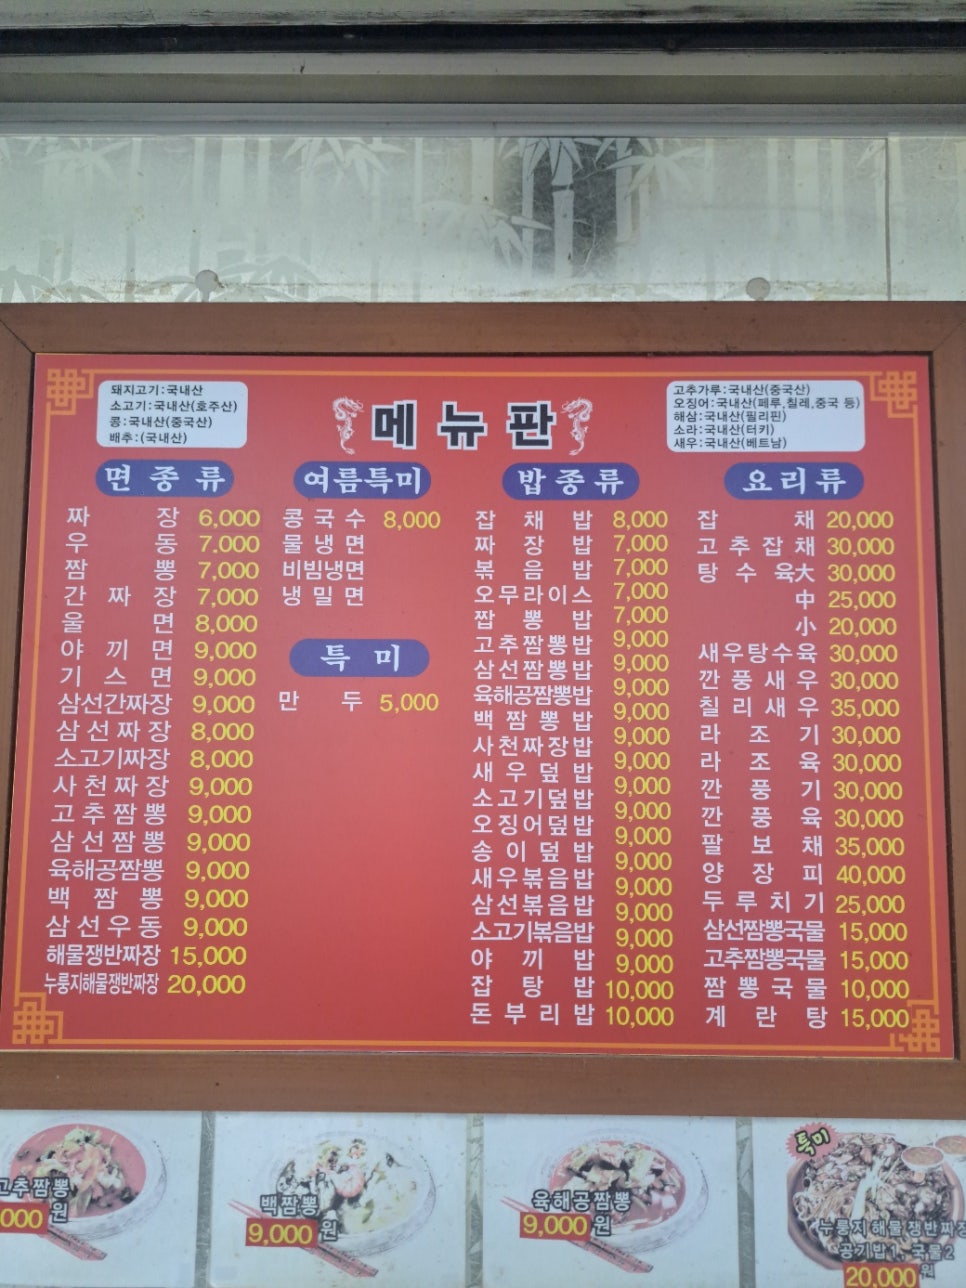 돼지고기:국내산
소고기:국내산(호주산)
콩:국내산(중국산)
배추:(국내산)
메뉴판
고추가루:국내산(중국산)
오징어:국내산(페루,칠레,중국 등)
해삼:국내산(필리핀)
소라:국내산(터키)
새우:국내산(베트남)
면종류
짜장 6,000
우동 7.000
짬뽕 7,000
간짜장 7,000
울면 8,000
야끼면 9,000
기스면 9,000
삼선간짜장 9,000
삼선짜장 8,000
소고기짜장 8,000
사천짜장 9,000
고추짬뽕 9,000
삼선짬뽕 9,000
육해공짬뽕 9,000
백짬뽕 9,000
삼선우동 9,000
해물쟁반짜장 15,000
누룽지해물쟁반짜장 20,000
여름특미
콩국수 8,000
물냉면
비빔냉면
냉밀면
특미
만두 5,000
밥종류
잡채밥 8,000
짜장밥 7,000
볶음밥 7,000
오무라이스 7,000
짭뽕밥 7,000
고추짬뽕밥 9,000
삼선짬뽕밥 9,000
육해공짬뽕밥 9,000
백짬뽕밥 9,000
사천짜장밥 9,000
새우덮밥 9,000
소고기덮밥 9,000
오징어덮밥 9,000
송이덮밥 9,000
새우볶음밥 9,000
삼선볶음밥 9,000
소고기볶음밥 9,000
야끼밥 9,000
잡탕밥 10,000
돈부리밥 10,000
요리류
잡채 20,000
고추잡채 30,000
탕수육大 30,000
中 25,000
小 20,000
새우탕수육 30,000
깐풍새우 30,000
칠리새우 35,000
라조기 30,000
라조육 30,000
깐풍기 30,000
깐풍육 30,000
팔보채 35,000
양장피 40,000
두루치기 25,000
삼선짬뽕국물 15,000
고추짬뽕국물 15,000
짬뽕국물 10,000
계란탕 15,000
고추짬뽕
000원
백짬뽕
9,000원
육해공짬뽕
9,000원
특미
누룽지해물쟁반짜장
공기밥1, 국물2
20,000원